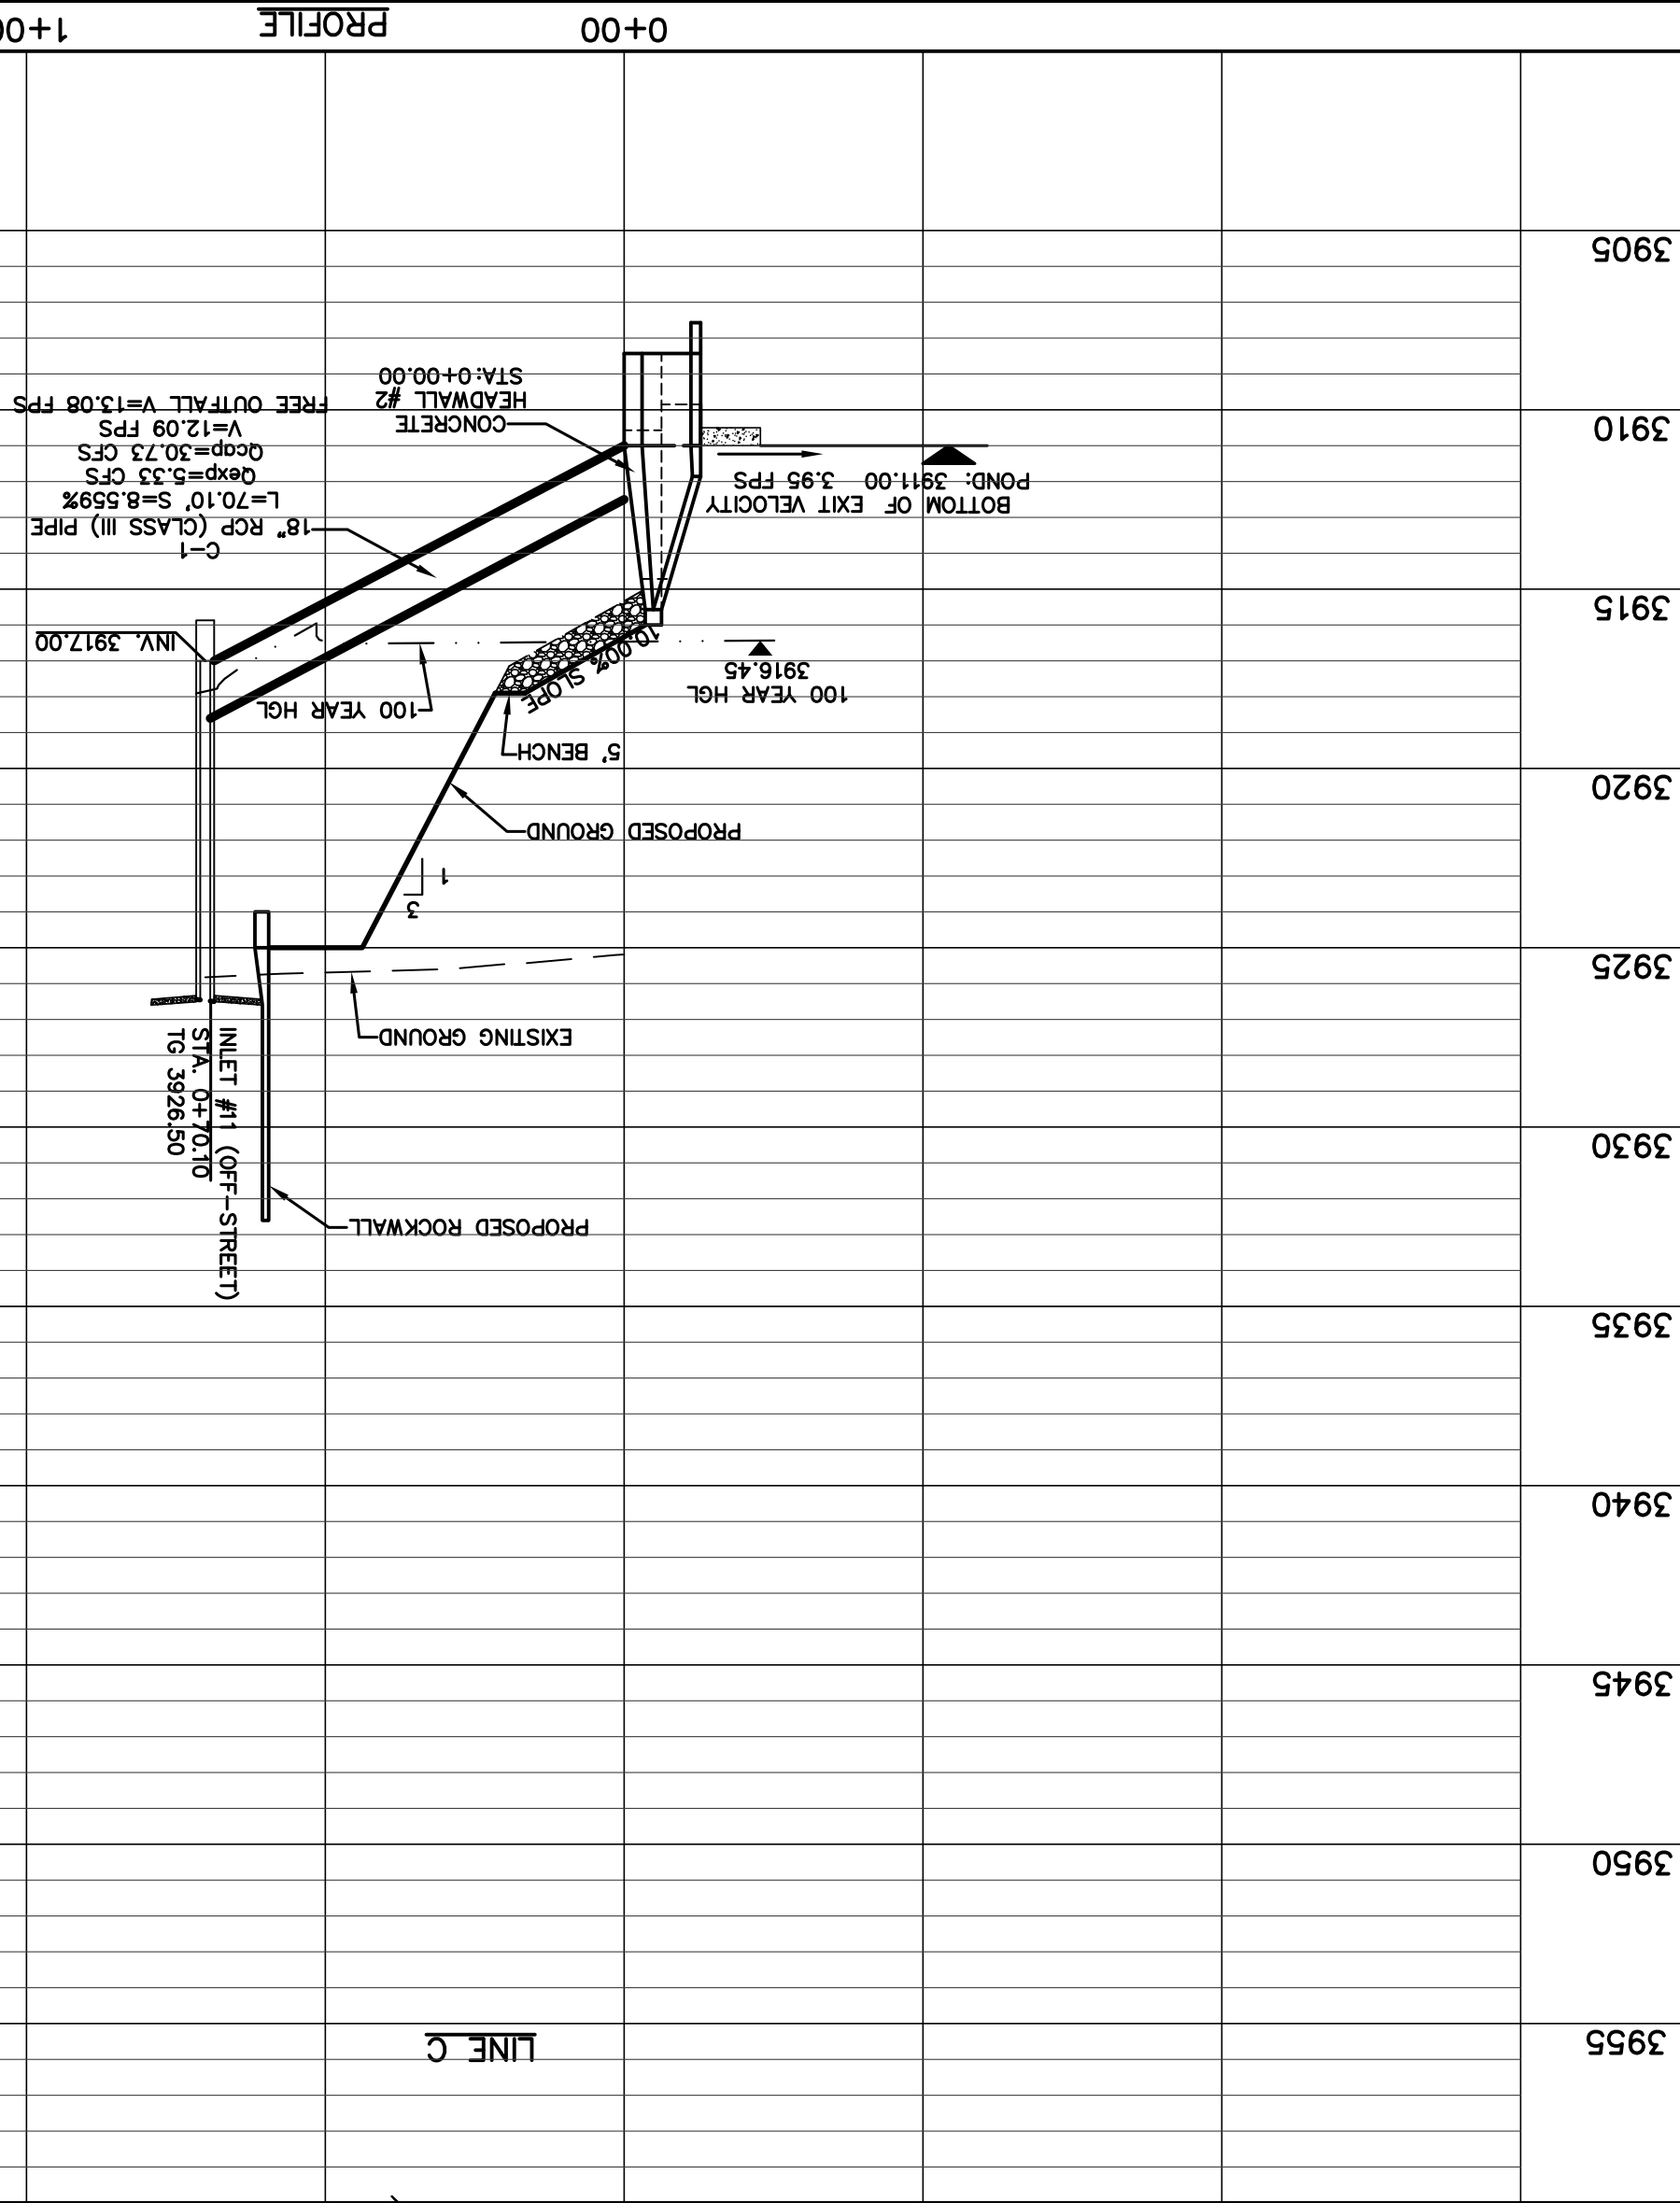 LINE C
3955
3950
3945
3940
3935
3930
3925
3920
3915
3910
3905
PROPOSED ROCKWALL
INLET #11 (OFF-STREET)
STA. 0+70.10
TG 3926.50
EXISTING GROUND
3
1
PROPOSED GROUND
5' BENCH
100 YEAR HGL
3916.45
100 YEAR HGL
10.00% SLOPE
INV. 3917.00
C-1
18" RCP (CLASS III) PIPE
L=70.10' S=8.559%
Qexp=5.33 CFS
Qcap=30.73 CFS
V=12.09 FPS
FREE OUTFALL V=13.08 FPS
BOTTOM OF
POND: 3911.00
EXIT VELOCITY
3.95 FPS
CONCRETE
HEADWALL #2
STA:0+00.00
0+00
PROFILE
1+00